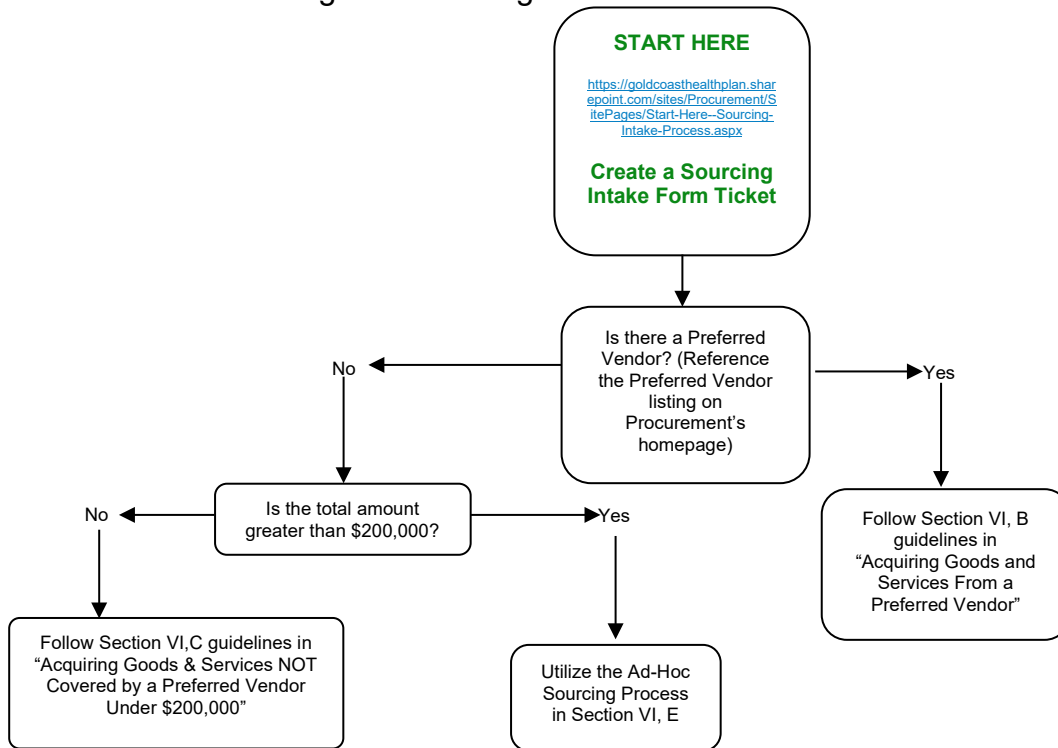 START HERE
https://goldcoasthealthplan.shar
epoint.com/sites/Procurement/S
itePages/Start-Here--Sourcing-
Intake-Process.aspx
Create a Sourcing
Intake Form Ticket
Is there a Preferred
Vendor? (Reference
the Preferred Vendor
listing on
Procurement’s
homepage)
No
Yes
Is the total amount
greater than $200,000?
No
Yes
Follow Section VI, B
guidelines in
“Acquiring Goods and
Services From a
Preferred Vendor”
Follow Section VI,C guidelines in
“Acquiring Goods & Services NOT
Covered by a Preferred Vendor
Under $200,000”
Utilize the Ad-Hoc
Sourcing Process
in Section VI, E